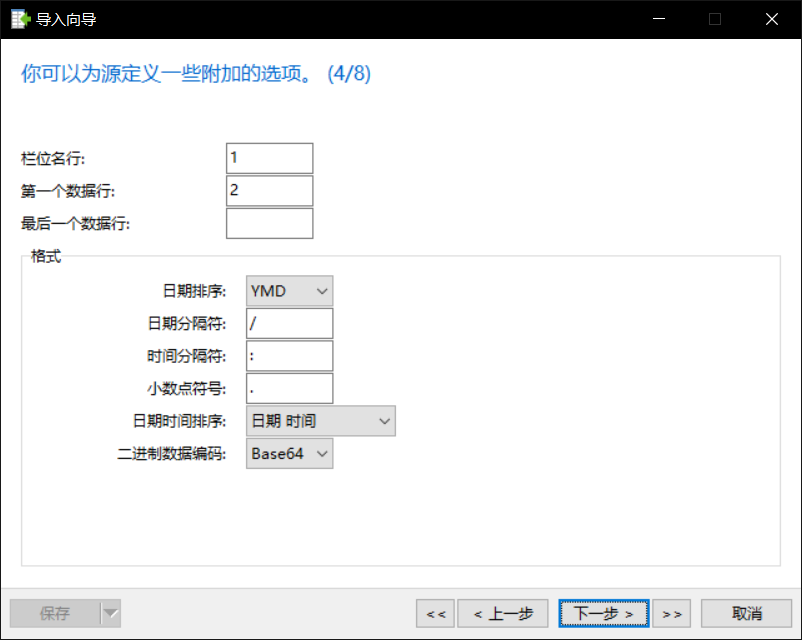 导入向导
你可以为源定义一些附加的选项。 (4/8)
栏位名行: 1
第一个数据行: 2
最后一个数据行:
格式
日期排序: YMD
日期分隔符: /
时间分隔符: :
小数点符号: .
日期时间排序: 日期 时间
二进制数据编码: Base64
保存 << < 上一步 下一步 > >> 取消